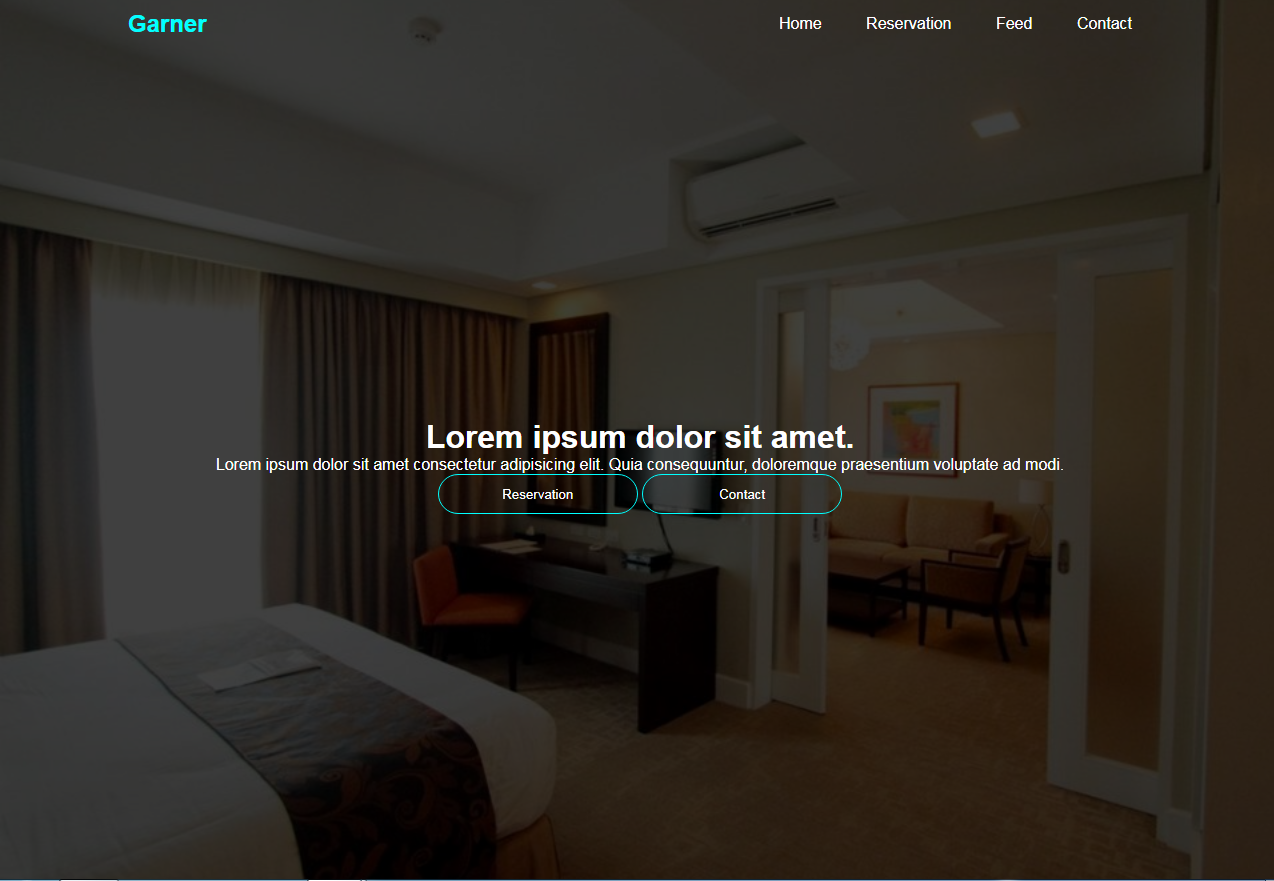 Garner
Home Reservation Feed Contact
Lorem ipsum dolor sit amet.
Lorem ipsum dolor sit amet consectetur adipisicing elit. Quia consequuntur, doloremque praesentium voluptate ad modi.
Reservation Contact